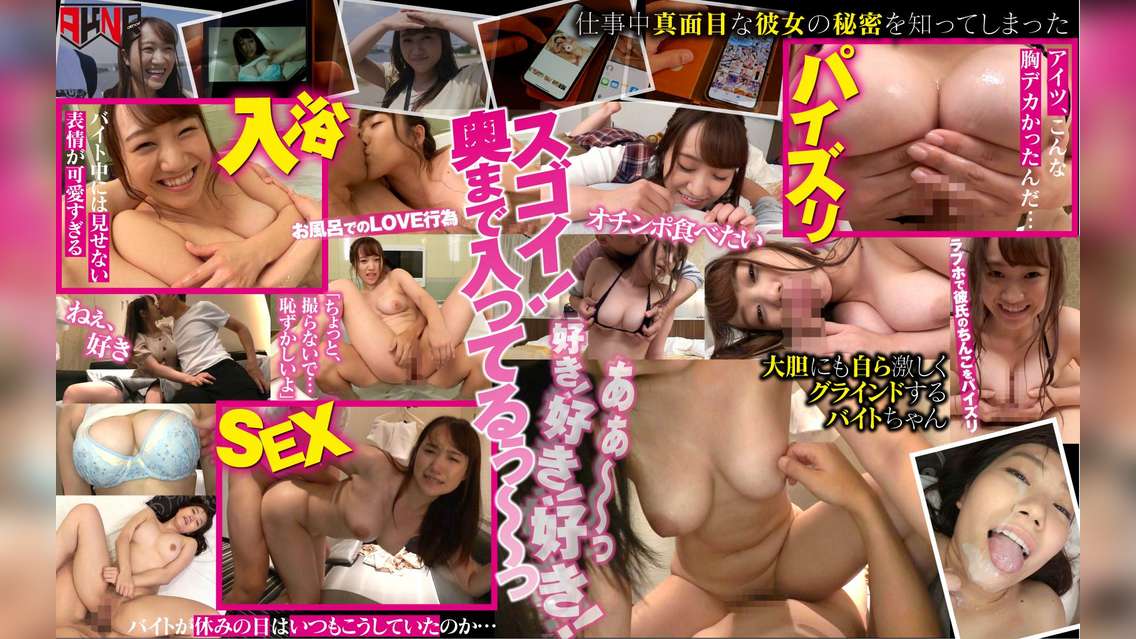 仕事中真面目な彼女の秘密を知ってしまった
アイツ、こんな
胸デカかったんだ…
パイズリ
入浴
バイト中には見せない
表情が可愛すぎる
お風呂でのLOVE行為
スゴイ！
奥まで入ってるっ〜〜っ
オチンポ食べたい
ラブホで彼氏のちんこをパイズリ
ねぇ、
好き
「ちょっと、
撮らないで…
恥ずかしいよ」
大胆にも自ら激しく
グラインドする
バイトちゃん
好き、好き、好き！
あぁ〜〜っ
SEX
バイトが休みの日はいつもこうしていたのか…